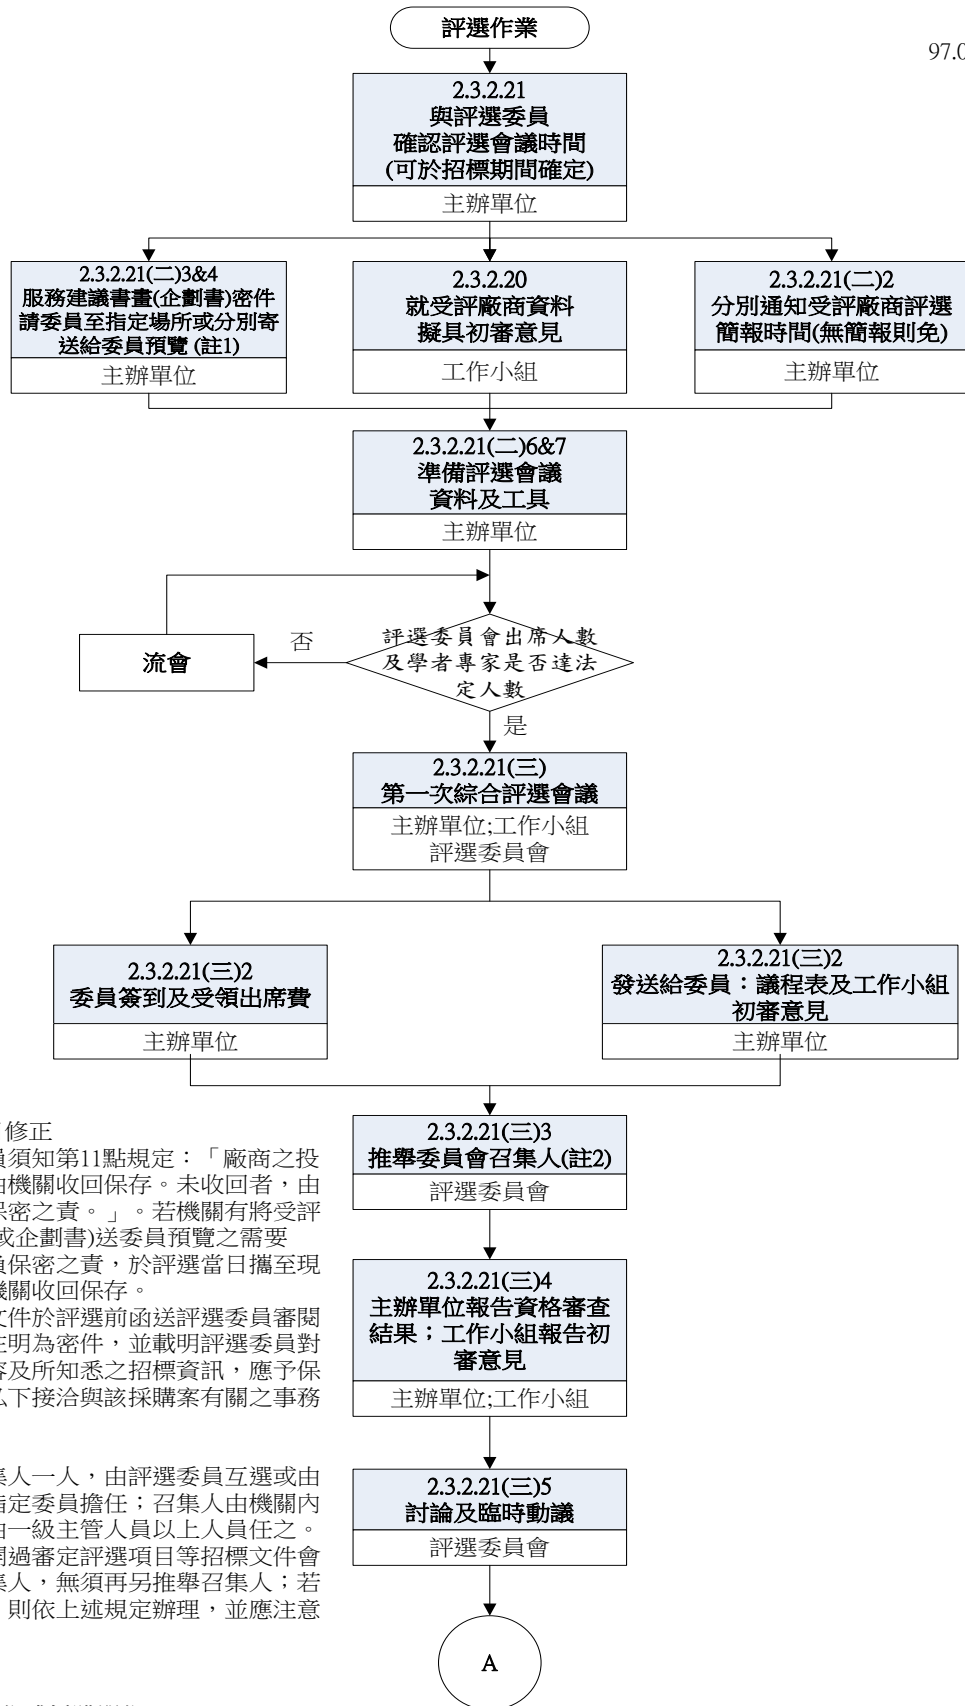 評選作業
97.0
2.3.2.21
與評選委員
確認評選會議時間
(可於招標期間確定)
主辦單位
2.3.2.21(二)3&4
服務建議書畫(企劃書)密件
請委員至指定場所或分別寄
送給委員預覽 (註1)
主辦單位
2.3.2.20
就受評廠商資料
擬具初審意見
工作小組
2.3.2.21(二)2
分別通知受評廠商評選
簡報時間(無簡報則免)
主辦單位
2.3.2.21(二)6&7
準備評選會議
資料及工具
主辦單位
評選委員會出席人數
及學者專家是否達法
定人數
否
流會
是
2.3.2.21(三)
第一次綜合評選會議
主辦單位;工作小組
評選委員會
2.3.2.21(三)2
委員簽到及受領出席費
主辦單位
2.3.2.21(三)2
發送給委員：議程表及工作小組
初審意見
主辦單位
2.3.2.21(三)3
推舉委員會召集人(註2)
評選委員會
2.3.2.21(三)4
主辦單位報告資格審查
結果；工作小組報告初
審意見
主辦單位;工作小組
2.3.2.21(三)5
討論及臨時動議
評選委員會
A
修正
員須知第11點規定：「廠商之投
由機關收回保存。未收回者，由
保密之責。」。若機關有將受評
或企劃書)送委員預覽之需要
負保密之責，於評選當日攜至現
機關收回保存。
文件於評選前函送評選委員審閱
注明為密件，並載明評選委員對
容及所知悉之招標資訊，應予保
私下接洽與該採購案有關之事務
集人一人，由評選委員互選或由
指定委員擔任；召集人由機關內
由一級主管人員以上人員任之。
開過審定評選項目等招標文件會
集人，無須再另推舉召集人；若
則依上述規定辦理，並應注意